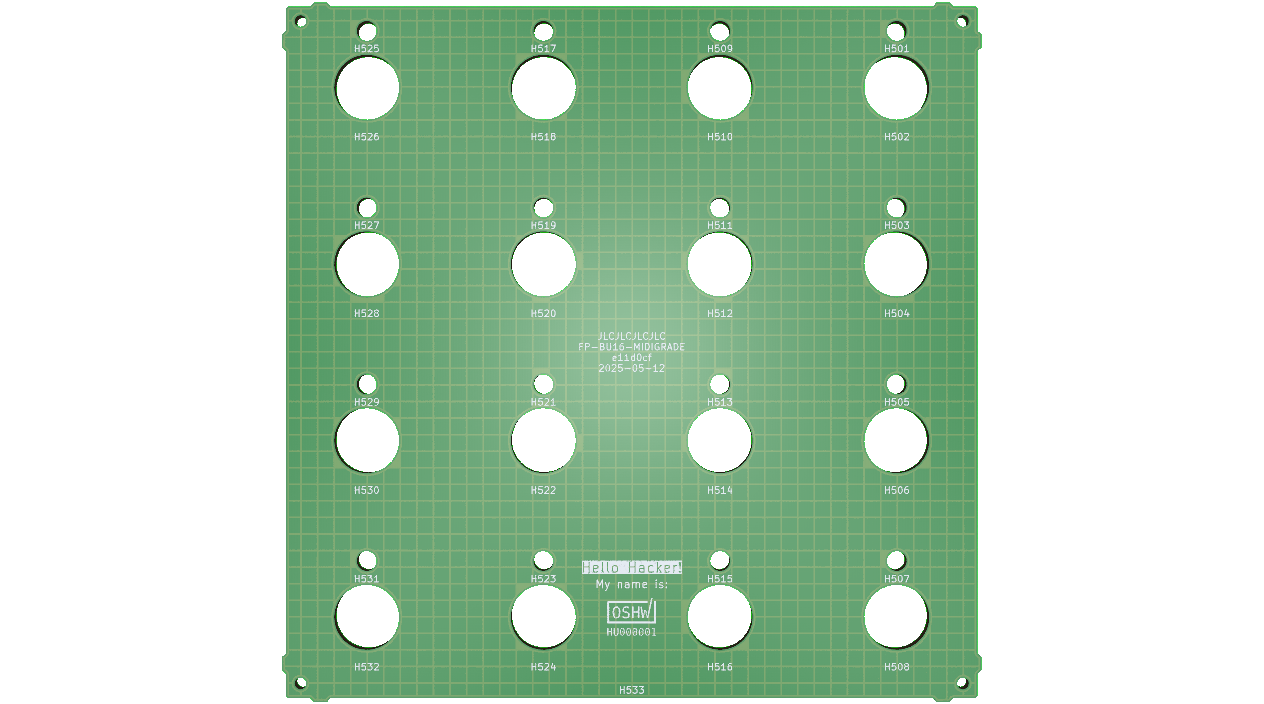 H525 H517 H509 H501
H526 H518 H510 H502
H527 H519 H511 H503
H528 H520 H512 H504
JLCJLCJLCJLC
FP-BU16-MIDIGRADE
e11d0cf
2025-05-12
H529 H521 H513 H505
H530 H522 H514 H506
Hello Hacker!
H531 H523 H515 H507
My name is:
OSHW
HU000001
H532 H524 H516 H508
H533